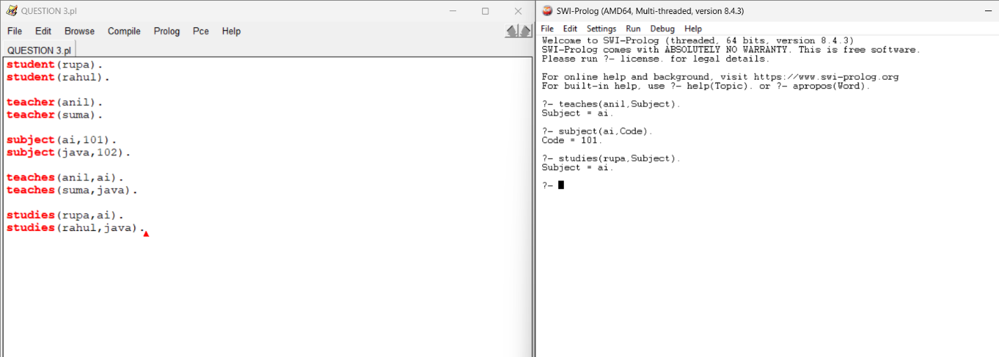 QUESTION 3.pl
File Edit Browse Compile Prolog Pce Help
QUESTION 3.pl
student(rupa).
student(rahul).
teacher(anil).
teacher(suma).
subject(ai,101).
subject(java,102).
teaches(anil,ai).
teaches(suma,java).
studies(rupa,ai).
studies(rahul,java).
SWI-Prolog (AMD64, Multi-threaded, version 8.4.3)
File Edit Settings Run Debug Help
Welcome to SWI-Prolog (threaded, 64 bits, version 8.4.3)
SWI-Prolog comes with ABSOLUTELY NO WARRANTY. This is free software.
Please run ?- license. for legal details.
For online help and background, visit https://www.swi-prolog.org
For built-in help, use ?- help(Topic). or ?- apropos(Word).
?- teaches(anil,Subject).
Subject = ai.
?- subject(ai,Code).
Code = 101.
?- studies(rupa,Subject).
Subject = ai.
?-